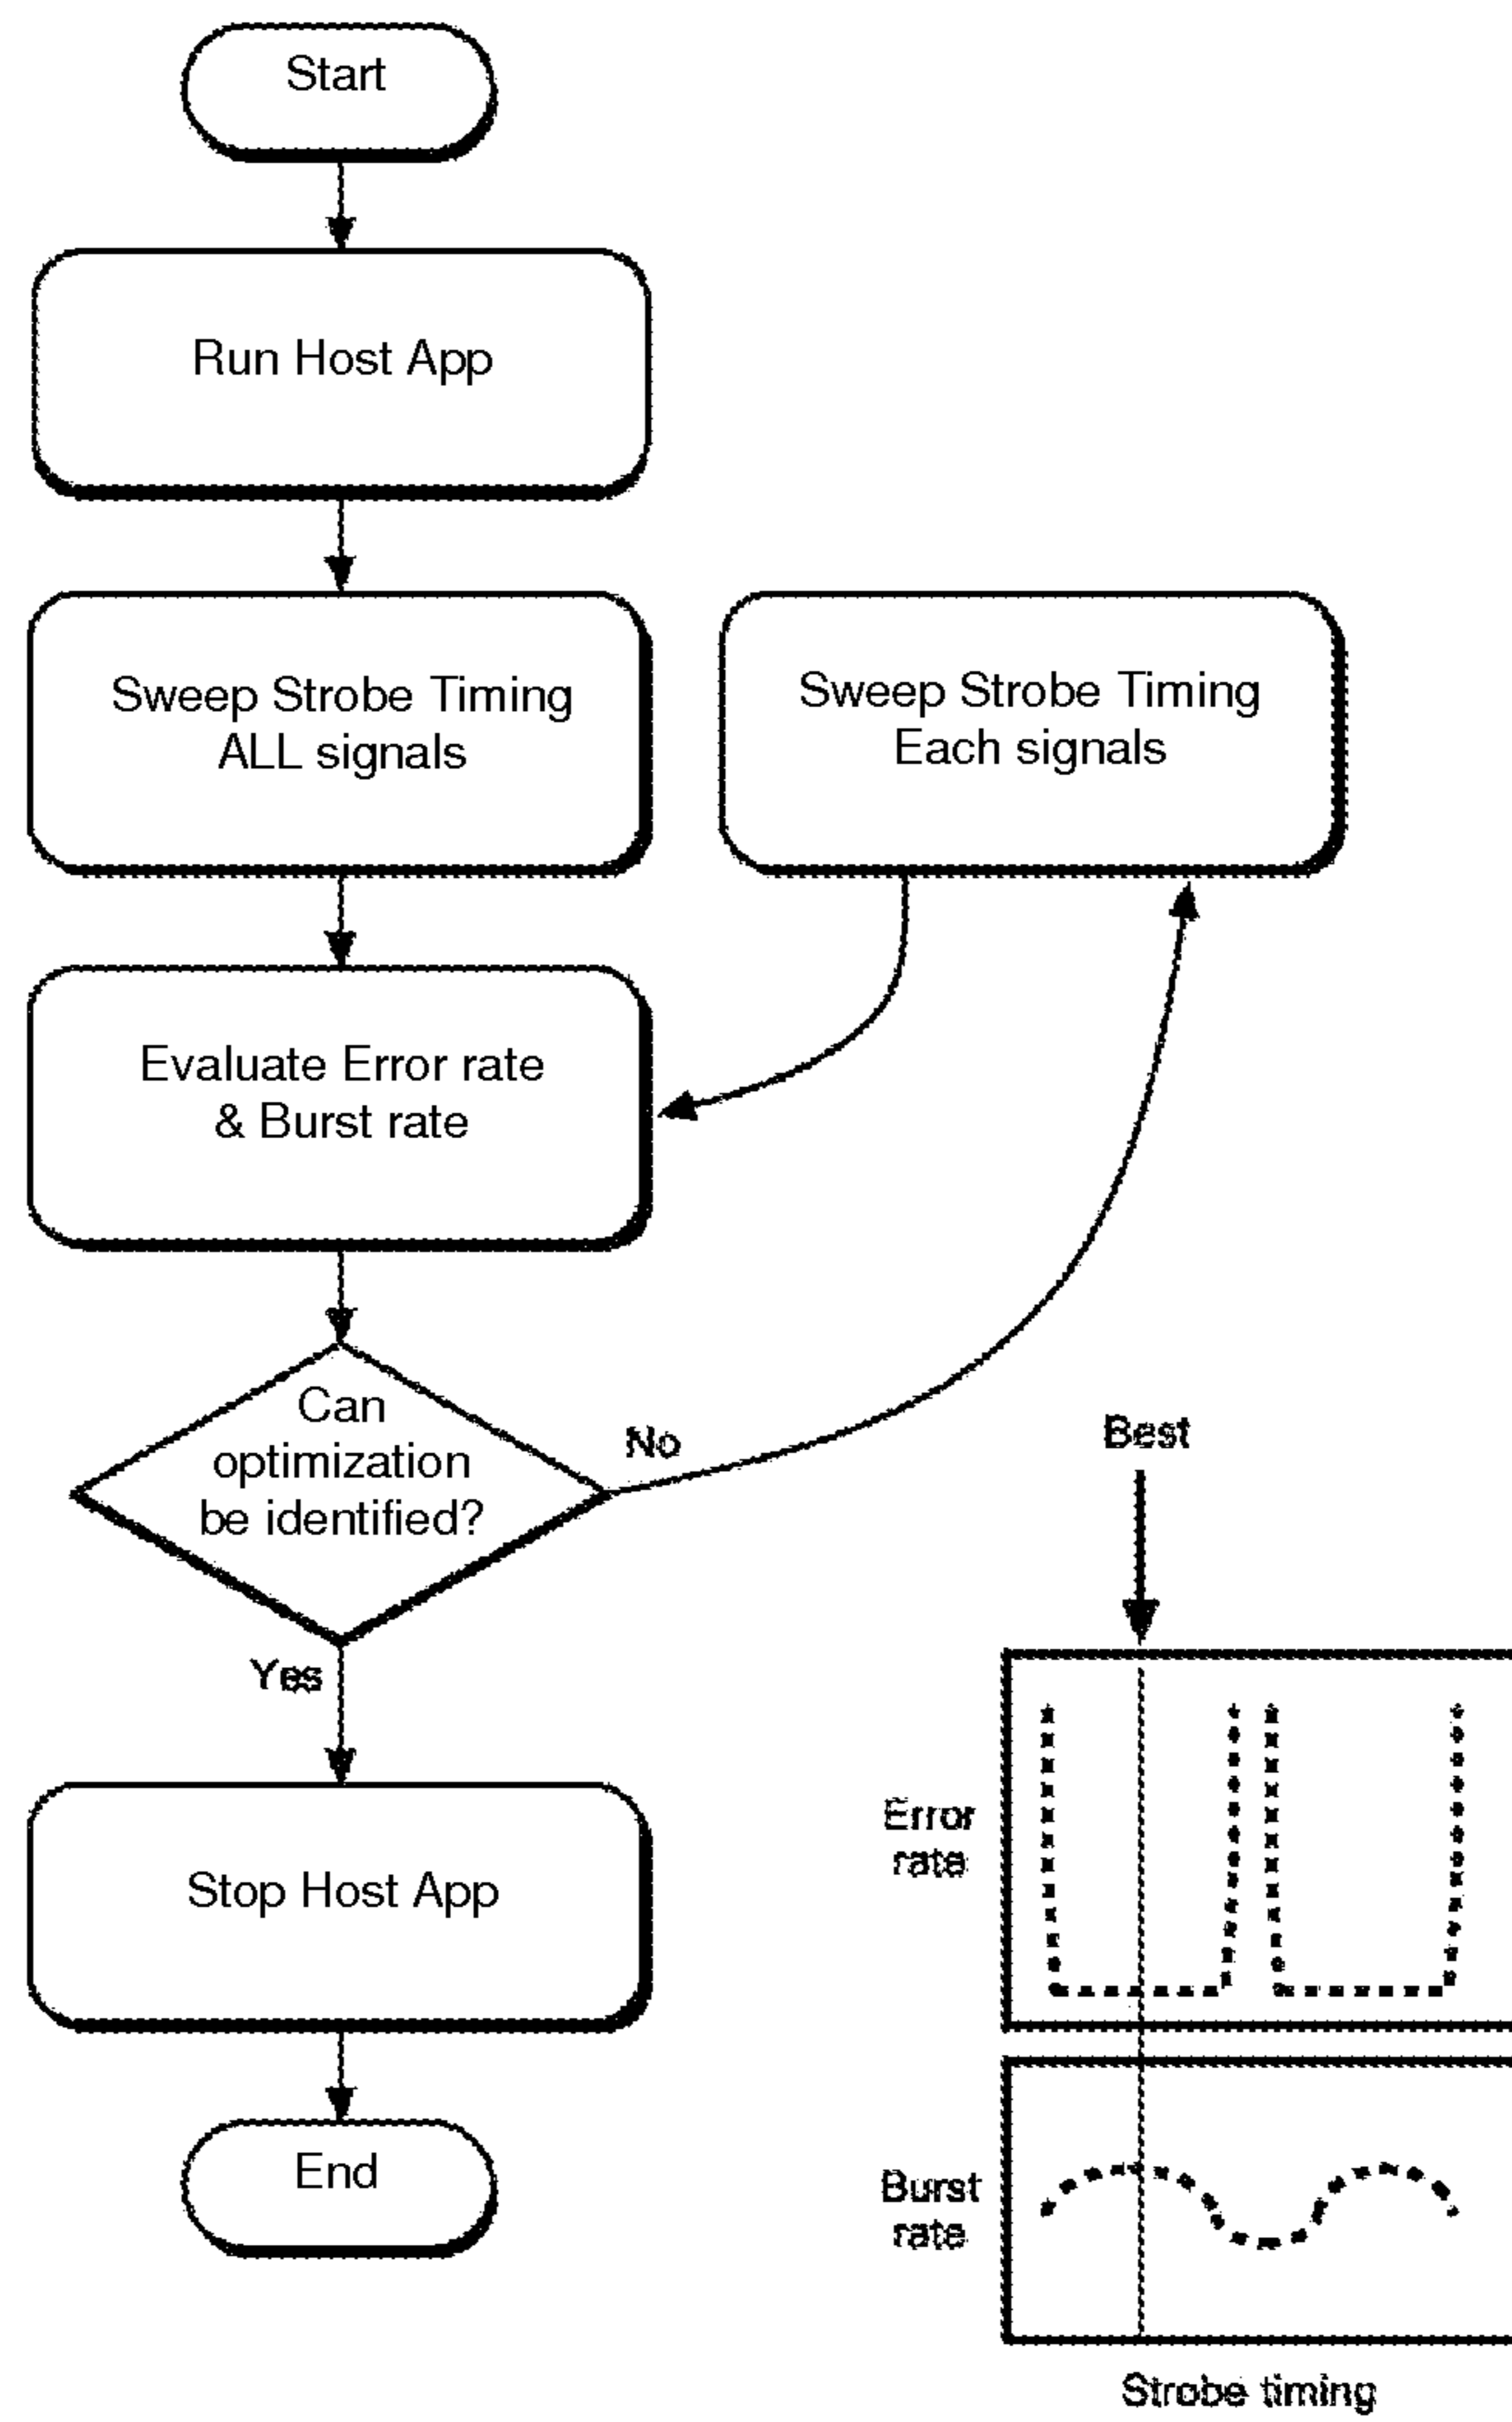 Start
Run Host App
Sweep Strobe Timing
ALL signals
Sweep Strobe Timing
Each signals
Evaluate Error rate
& Burst rate
Can
optimization
be identified?
No
Yes
Stop Host App
End
Best
Error
rate
Burst
rate
Strobe timing